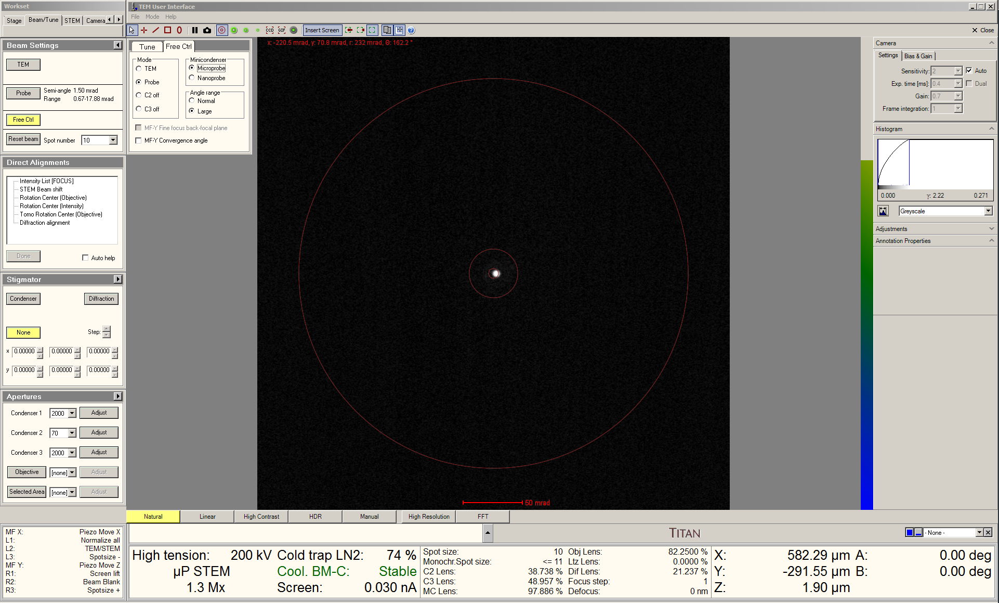 Workset
Stage Beam/Tune STEM Camera
Beam Settings
TEM
Probe Semi-angle 1.50 mrad
Range 0.67-17.88 mrad
Free Ctrl
Reset beam Spot number 10
Direct Alignments
Intensity List [FOCUS]
STEM Beam shift
Rotation Center (Objective)
Rotation Center (Intensity)
Tomo Rotation Center (Objective)
Diffraction alignment
Done Auto help
Stigmator
Condenser Diffraction
None Step:
x 0.00000 0.00000 0.00000
y 0.00000 0.00000 0.00000
Apertures
Condenser 1 2000 Adjust
Condenser 2 70 Adjust
Condenser 3 2000 Adjust
Objective [none] Adjust
Selected Area [none] Adjust
MF X: Piezo Move X
L1: Normalize all
L2: TEM/STEM
L3: Spotsize -
MF Y: Piezo Move Z
R1: Screen lift
R2: Beam Blank
R3: Spotsize +
TEM User Interface
File Mode Help
CCD GIF Insert Screen Close
Tune Free Ctrl
Mode
TEM
Probe
C2 off
C3 off
Minicondenser
Microprobe
Nanoprobe
Angle range
Normal
Large
MF-Y Fine focus back-focal plane
MF-Y Convergence angle
x: -220.5 mrad, y: 70.8 mrad, r: 232 mrad, Θ: 162.2 °
50 mrad
Camera
Settings Bias & Gain
Sensitivity: 2 Auto
Exp. time [ms]: 0.4 Dual
Gain: 0.7
Frame integration: 1
Histogram
0.000 γ: 2.22 0.271
Greyscale
Adjustments
Annotation Properties
Natural Linear High Contrast HDR Manual High Resolution FFT
TITAN
- None -
High tension: 200 kV
µP STEM
1.3 Mx
Cold trap LN2: 74 %
Cool. BM-C: Stable
Screen: 0.030 nA
Spot size: 10
Monochr.Spot size: <= 11
C2 Lens: 38.738 %
C3 Lens: 48.957 %
MC Lens: 97.886 %
Obj Lens: 82.2500 %
Ltz Lens: 0.0000 %
Dif Lens: 21.237 %
Focus step: 1
Defocus: 0 nm
X: 582.29 µm A: 0.00 deg
Y: -291.55 µm B: 0.00 deg
Z: 1.90 µm